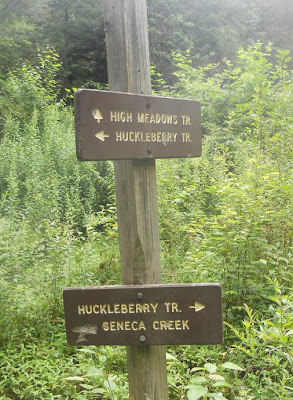 HIGH MEADOWS TR.
HUCKLEBERRY TR.
HUCKLEBERRY TR.
SENECA CREEK